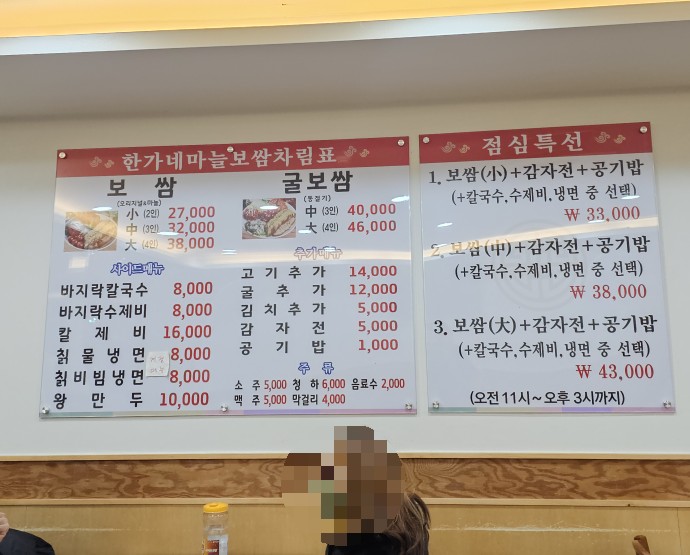 한가네마늘보쌈차림표
보쌈
(오리지널&마늘)
小 (2인) 27,000
中 (3인) 32,000
大 (4인) 38,000
사이드메뉴
바지락칼국수 8,000
바지락수제비 8,000
칼제비 16,000
칡물냉면 8,000
칡비빔냉면 8,000
왕만두 10,000
굴보쌈
(동절기)
中 (3인) 40,000
大 (4인) 46,000
추가메뉴
고기추가 14,000
굴추가 12,000
김치추가 5,000
감자전 5,000
공기밥 1,000
주류
소주 5,000 청하 6,000 음료수 2,000
맥주 5,000 막걸리 4,000
점심특선
1. 보쌈(小)+감자전+공기밥
(+칼국수,수제비,냉면 중 선택)
₩ 33,000
2. 보쌈(中)+감자전+공기밥
(+칼국수,수제비,냉면 중 선택)
₩ 38,000
3. 보쌈(大)+감자전+공기밥
(+칼국수,수제비,냉면 중 선택)
₩ 43,000
(오전 11시~오후 3시까지)